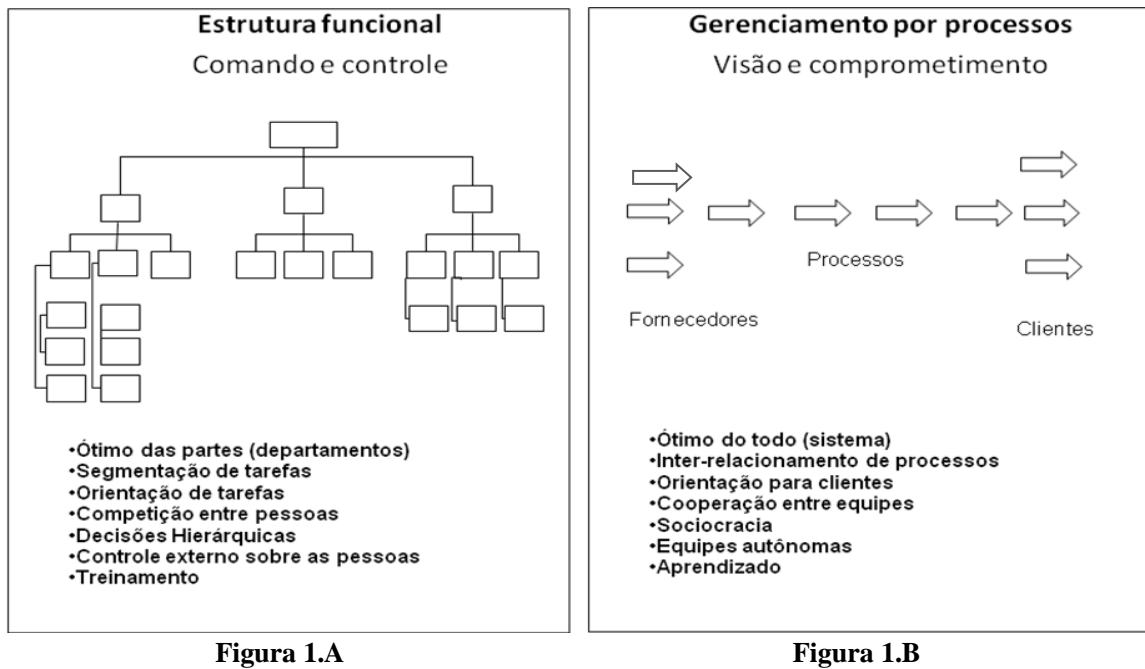 Estrutura funcional
Comando e controle
•Ótimo das partes (departamentos)
•Segmentação de tarefas
•Orientação de tarefas
•Competição entre pessoas
•Decisões Hierárquicas
•Controle externo sobre as pessoas
•Treinamento
Figura 1.A
Gerenciamento por processos
Visão e comprometimento
Processos
Fornecedores
Clientes
•Ótimo do todo (sistema)
•Inter-relacionamento de processos
•Orientação para clientes
•Cooperação entre equipes
•Sociocracia
•Equipes autônomas
•Aprendizado
Figura 1.B